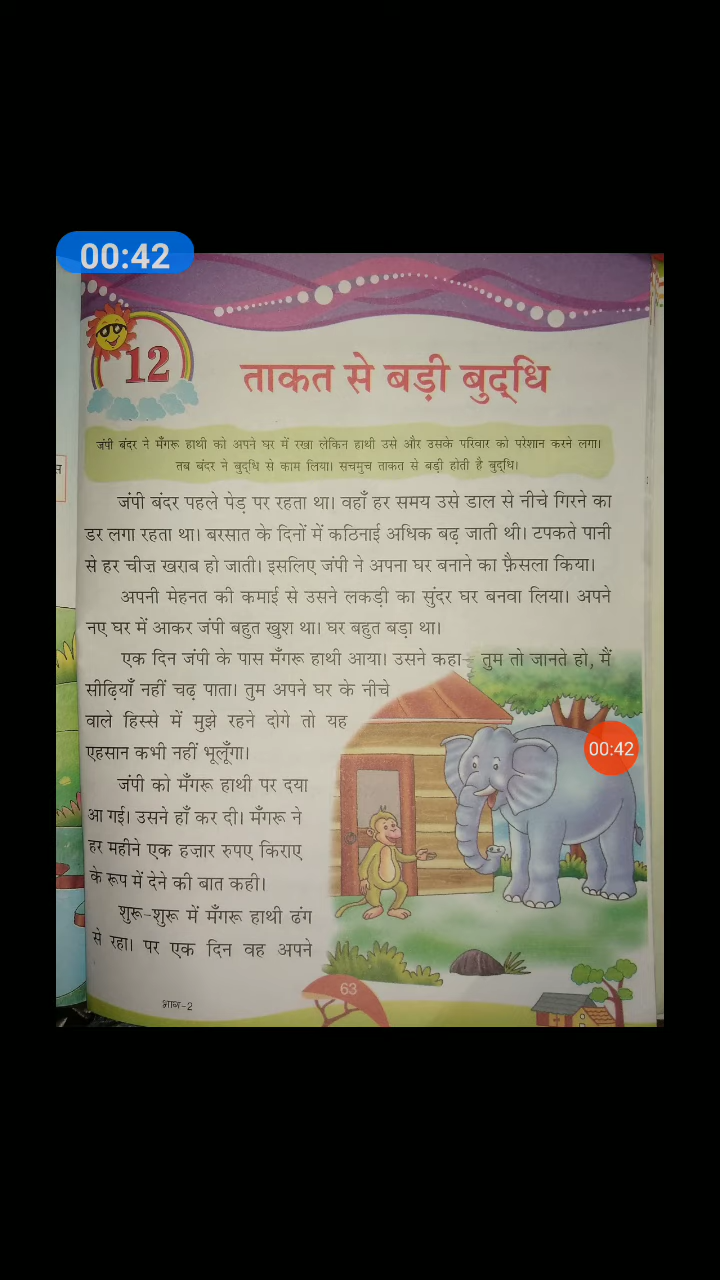 00:42
12
ताकत से बड़ी बुद्धि
जंपी बंदर ने मँगरू हाथी को अपने घर में रखा लेकिन हाथी उसे और उसके परिवार को परेशान करने लगा।
तब बंदर ने बुद्धि से काम लिया। सचमुच ताकत से बड़ी होती है बुद्धि।
जंपी बंदर पहले पेड़ पर रहता था। वहाँ हर समय उसे डाल से नीचे गिरने का
डर लगा रहता था। बरसात के दिनों में कठिनाई अधिक बढ़ जाती थी। टपकते पानी
से हर चीज़ खराब हो जाती। इसलिए जंपी ने अपना घर बनाने का फ़ैसला किया।
अपनी मेहनत की कमाई से उसने लकड़ी का सुंदर घर बनवा लिया। अपने
नए घर में आकर जंपी बहुत खुश था। घर बहुत बड़ा था।
एक दिन जंपी के पास मँगरू हाथी आया। उसने कहा– तुम तो जानते हो, मैं
सीढ़ियाँ नहीं चढ़ पाता। तुम अपने घर के नीचे
वाले हिस्से में मुझे रहने दोगे तो यह
एहसान कभी नहीं भूलूँगा।
00:42
जंपी को मँगरू हाथी पर दया
आ गई। उसने हाँ कर दी। मँगरू ने
हर महीने एक हज़ार रुपए किराए
के रूप में देने की बात कही।
शुरू-शुरू में मँगरू हाथी ढंग
से रहा। पर एक दिन वह अपने
भाग-2
63